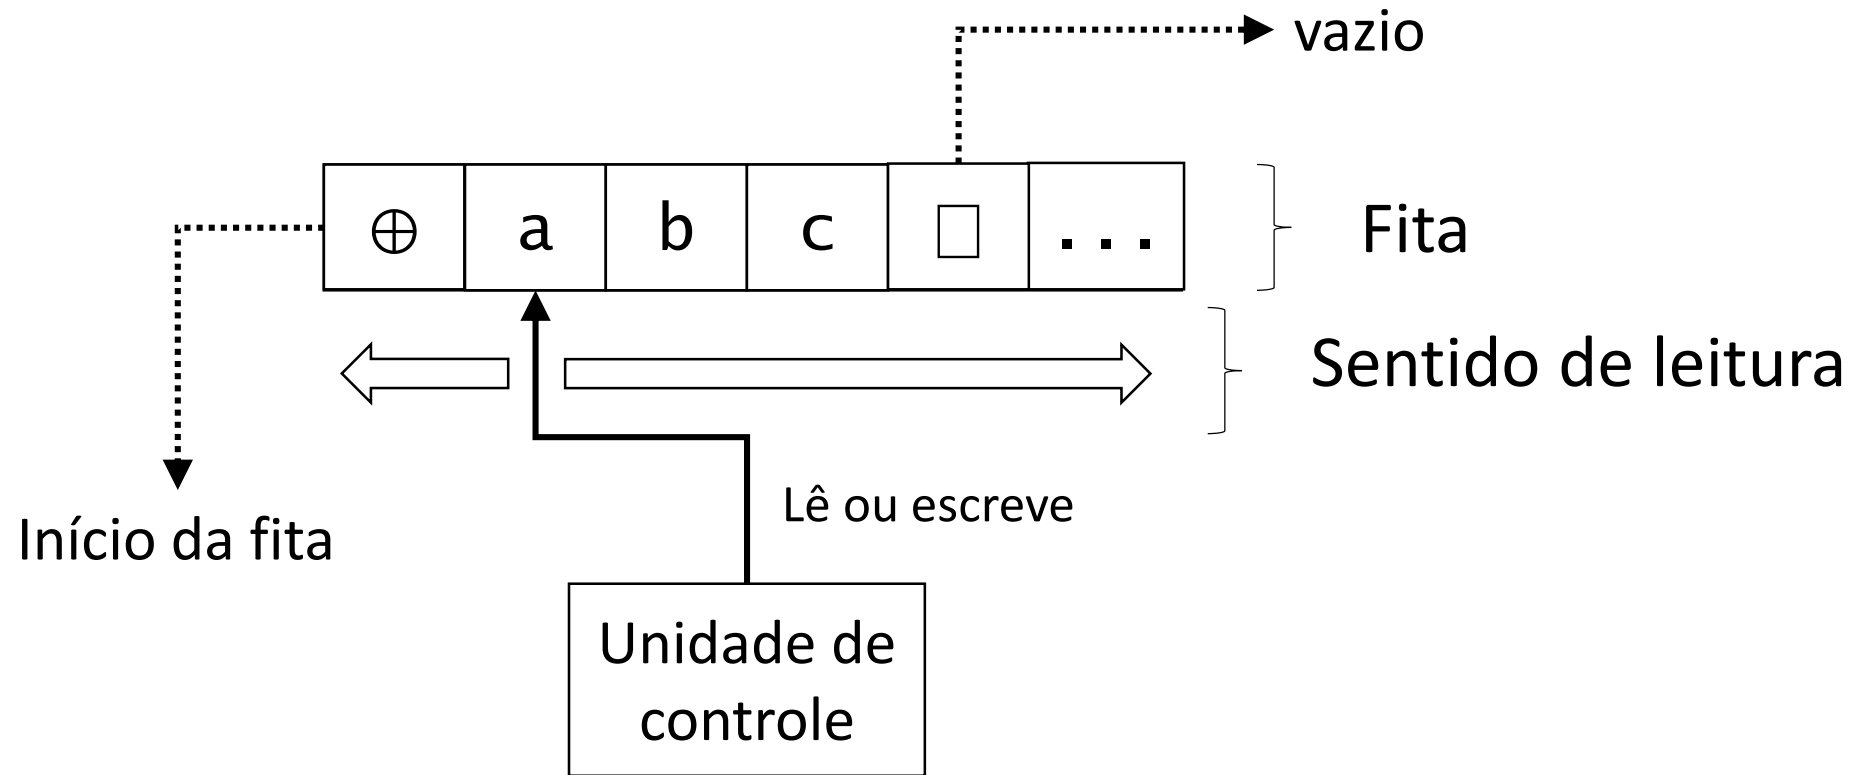 vazio
⊕ a b c □ ...
Fita
Sentido de leitura
Lê ou escreve
Início da fita
Unidade de
controle